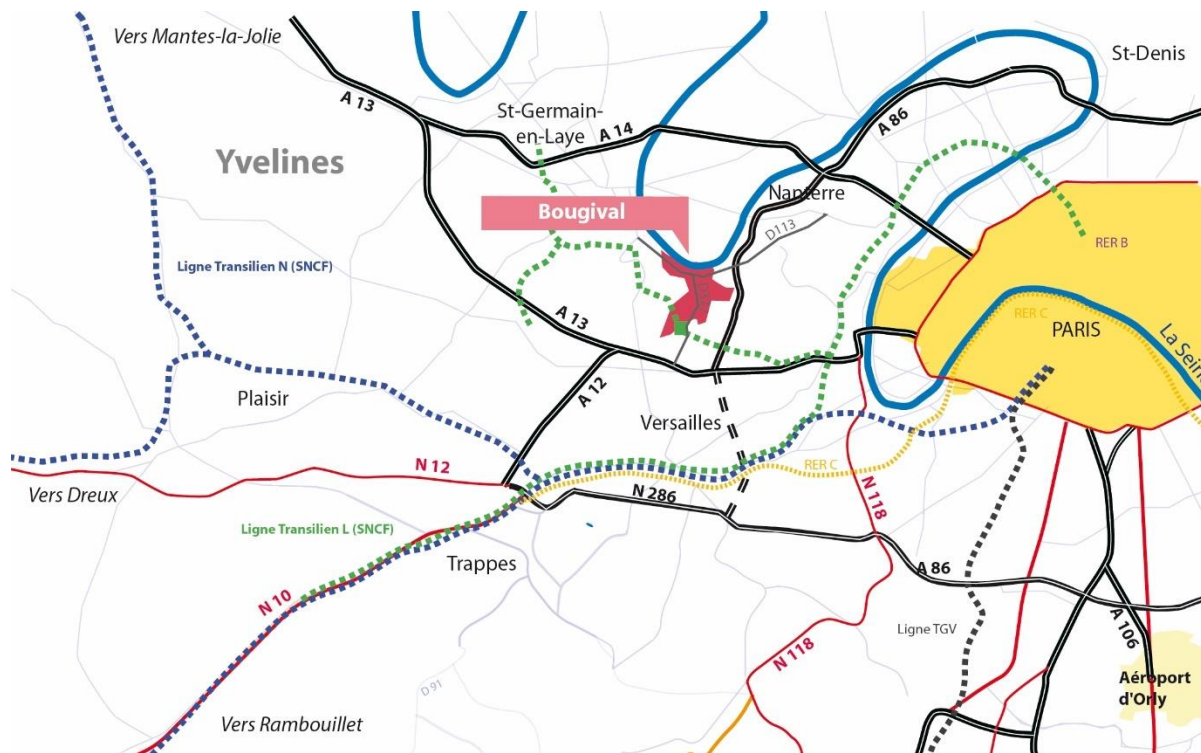 Vers Mantes-la-Jolie
St-Denis
A 13
St-Germain-
en-Laye
A 14
A 86
Yvelines
Nanterre
Bougival
D113
RER B
Ligne Transilien N (SNCF)
A 13
RER C
PARIS
La Sein
A 12
Plaisir
Versailles
RER C
N 12
Vers Dreux
N 286
N 118
Ligne Transilien L (SNCF)
Trappes
A 86
N 10
A 106
Ligne TGV
N 118
D 91
Aéroport
d'Orly
Vers Rambouillet